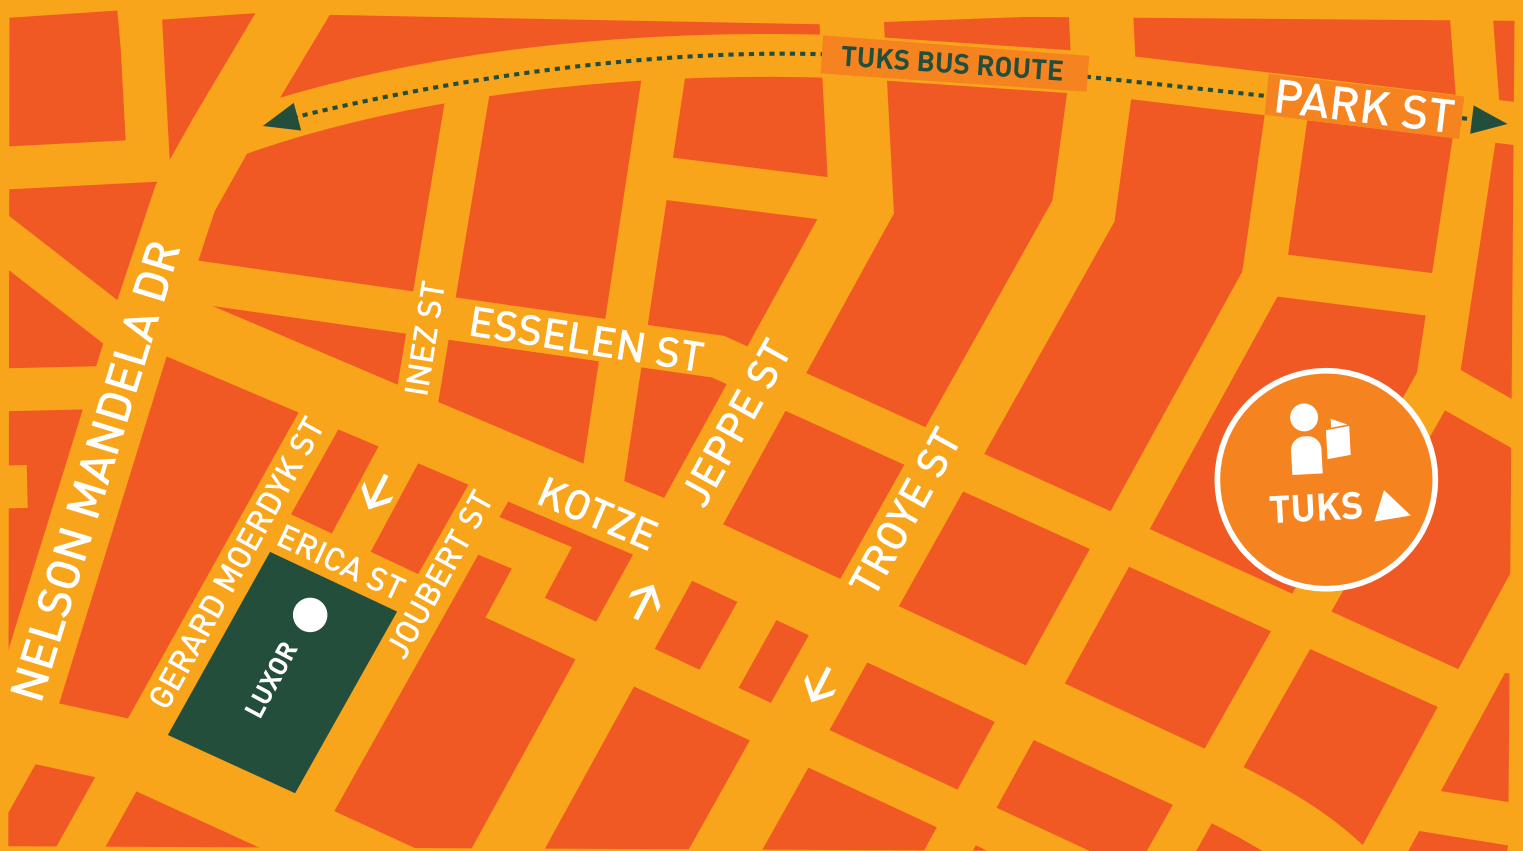 TUKS BUS ROUTE
PARK ST
NELSON MANDELA DR
INEZ ST
ESSELEN ST
JEPPE ST
TROYE ST
GERARD MOERDYK ST
KOTZE
ERICA ST
JOUBERT ST
LUXOR
TUKS